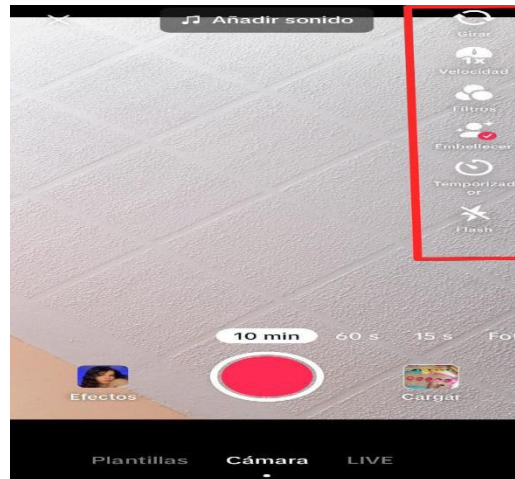 Añadir sonido
Girar
1x
Velocidad
Filtros
Embellecer
Temporizad
or
Flash
10 min 60 s 15 s Fo
Efectos
Cargar
Plantillas Cámara LIVE